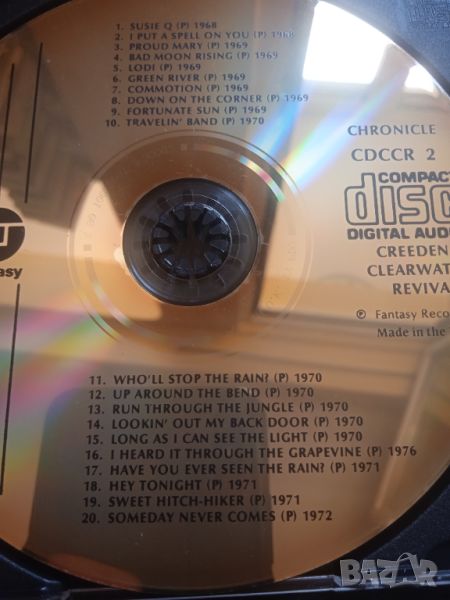 1. SUSIE Q (P) 1968
2. I PUT A SPELL ON YOU (P) 1968
3. PROUD MARY (P) 1969
4. BAD MOON RISING (P) 1969
5. LODI (P) 1969
6. GREEN RIVER (P) 1969
7. COMMOTION (P) 1969
8. DOWN ON THE CORNER (P) 1969
9. FORTUNATE SUN (P) 1969
10. TRAVELIN' BAND (P) 1970
CHRONICLE
CDCCR 2
COMPACT
disc
DIGITAL AUDIO
CREEDEN
CLEARWAT
REVIVA
asy
℗ Fantasy Reco
Made in the
11. WHO'LL STOP THE RAIN? (P) 1970
12. UP AROUND THE BEND (P) 1970
13. RUN THROUGH THE JUNGLE (P) 1970
14. LOOKIN' OUT MY BACK DOOR (P) 1970
15. LONG AS I CAN SEE THE LIGHT (P) 1970
16. I HEARD IT THROUGH THE GRAPEVINE (P) 1976
17. HAVE YOU EVER SEEN THE RAIN? (P) 1971
18. HEY TONIGHT (P) 1971
19. SWEET HITCH-HIKER (P) 1971
20. SOMEDAY NEVER COMES (P) 1972
BAZAR